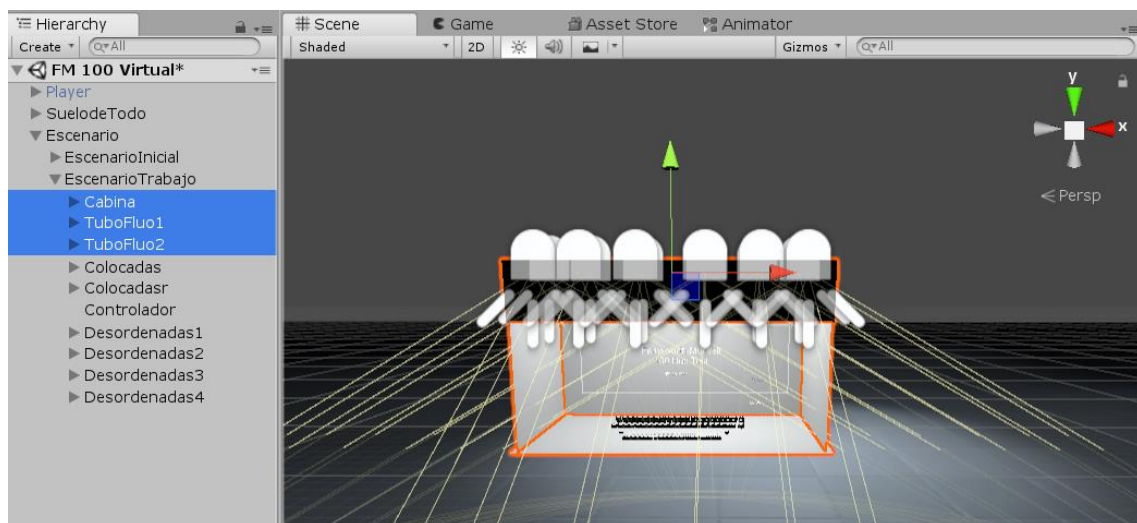 Hierarchy
Create All
FM 100 Virtual*
Player
SuelodeTodo
Escenario
EscenarioInicial
EscenarioTrabajo
Cabina
TuboFluo1
TuboFluo2
Colocadas
Colocadasr
Controlador
Desordenadas1
Desordenadas2
Desordenadas3
Desordenadas4
Scene Game Asset Store Animator
Shaded 2D Gizmos All
y
x
Persp